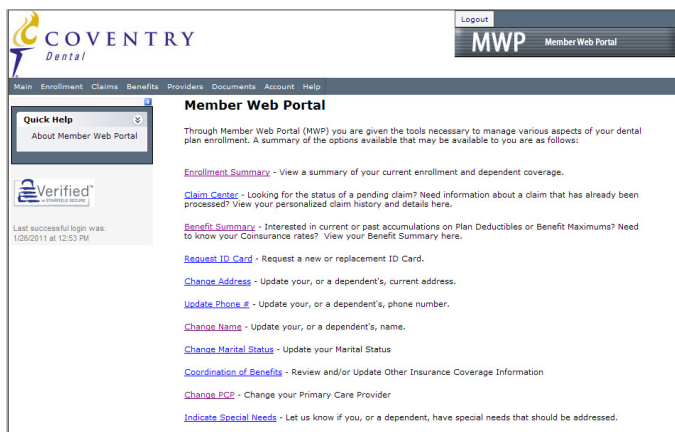 COVENTRY
Dental
Logout
MWP Member Web Portal
Main Enrollment Claims Benefits Providers Documents Account Help
Quick Help
About Member Web Portal
Verified™
by STARFIELD SECURE
Last successful login was:
1/26/2011 at 12:53 PM
Member Web Portal
Through Member Web Portal (MWP) you are given the tools necessary to manage various aspects of your dental
plan enrollment. A summary of the options available that may be available to you are as follows:
Enrollment Summary - View a summary of your current enrollment and dependent coverage.
Claim Center - Looking for the status of a pending claim? Need information about a claim that has already been
processed? View your personalized claim history and details here.
Benefit Summary - Interested in current or past accumulations on Plan Deductibles or Benefit Maximums? Need
to know your Coinsurance rates? View your Benefit Summary here.
Request ID Card - Request a new or replacement ID Card.
Change Address - Update your, or a dependent's, current address.
Update Phone # - Update your, or a dependent's, phone number.
Change Name - Update your, or a dependent's, name.
Change Marital Status - Update your Marital Status
Coordination of Benefits - Review and/or Update Other Insurance Coverage Information
Change PCP - Change your Primary Care Provider
Indicate Special Needs - Let us know if you, or a dependent, have special needs that should be addressed.